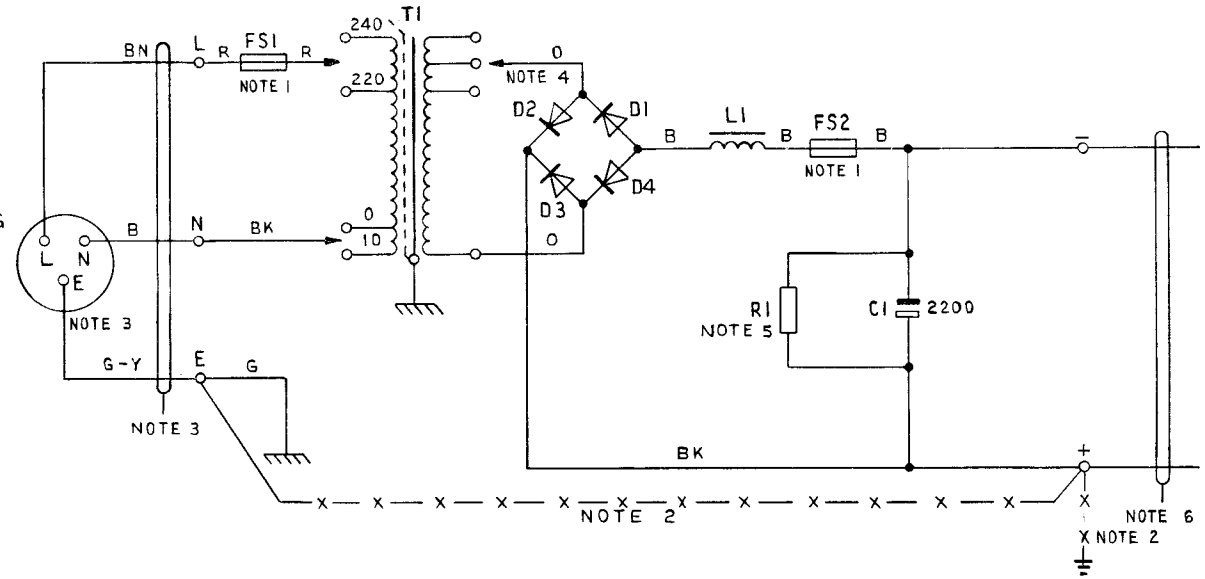 T1
240
BN
L
R
FS1
R
NOTE 1
220
0
NOTE 4
D2
D1
B
L1
B
FS2
B
NOTE 1
–
D3
D4
0
10
0
B
N
BK
L
N
E
NOTE 3
R1
NOTE 5
C1
2200
G-Y
E
G
NOTE 3
BK
+
X X X X X X X X X X X X
NOTE 2
X
X NOTE 2
NOTE 6